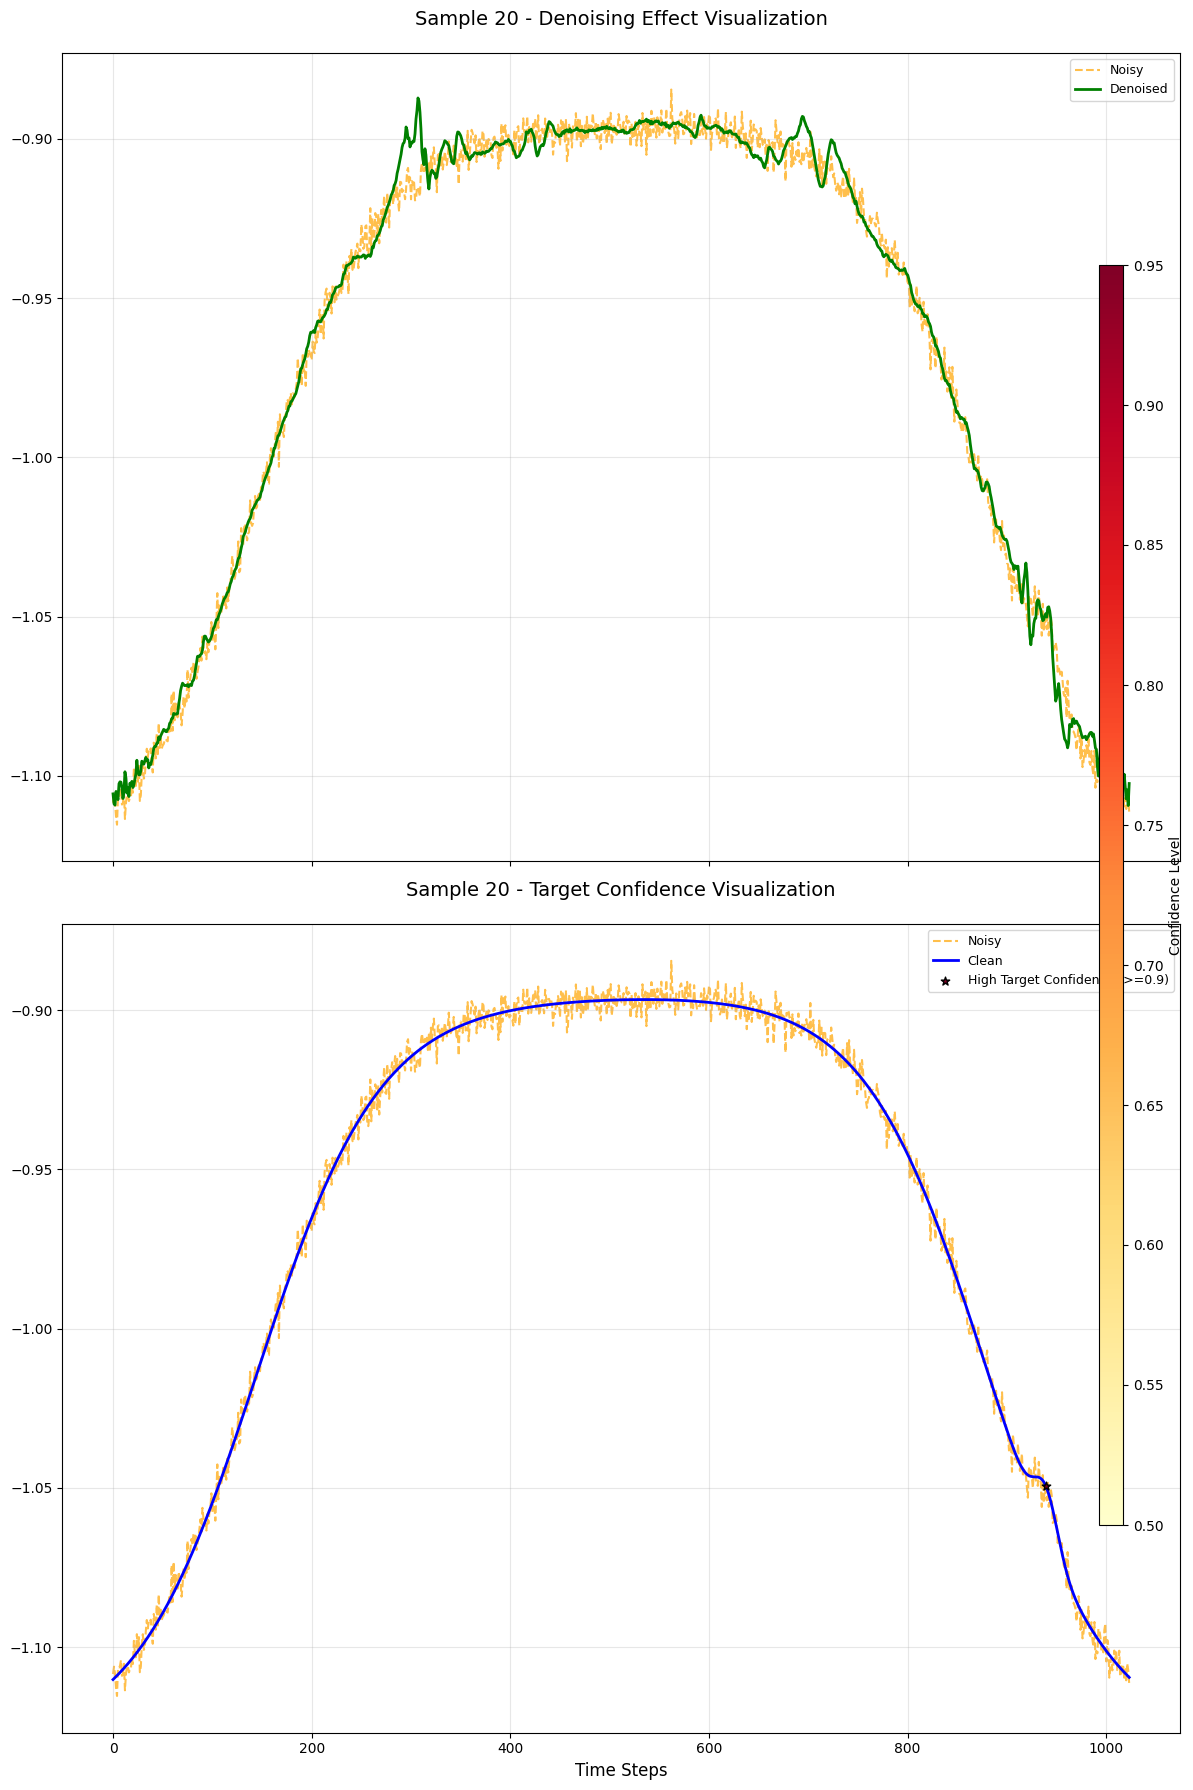 Sample 20 - Denoising Effect Visualization
Noisy
Denoised
−0.90
−0.95
−1.00
−1.05
−1.10
0.95
0.90
0.85
0.80
0.75
0.70
0.65
0.60
0.55
0.50
Confidence Level
Sample 20 - Target Confidence Visualization
Noisy
Clean
High Target Confiden >=0.9)
−0.90
−0.95
−1.00
−1.05
−1.10
0 200 400 600 800 1000
Time Steps